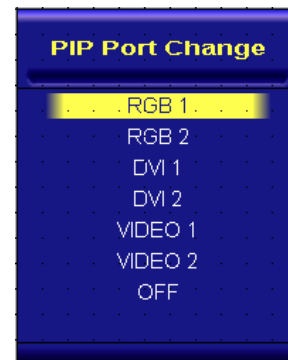 PIP Port Change
RGB 1
RGB 2
DVI 1
DVI 2
VIDEO 1
VIDEO 2
OFF